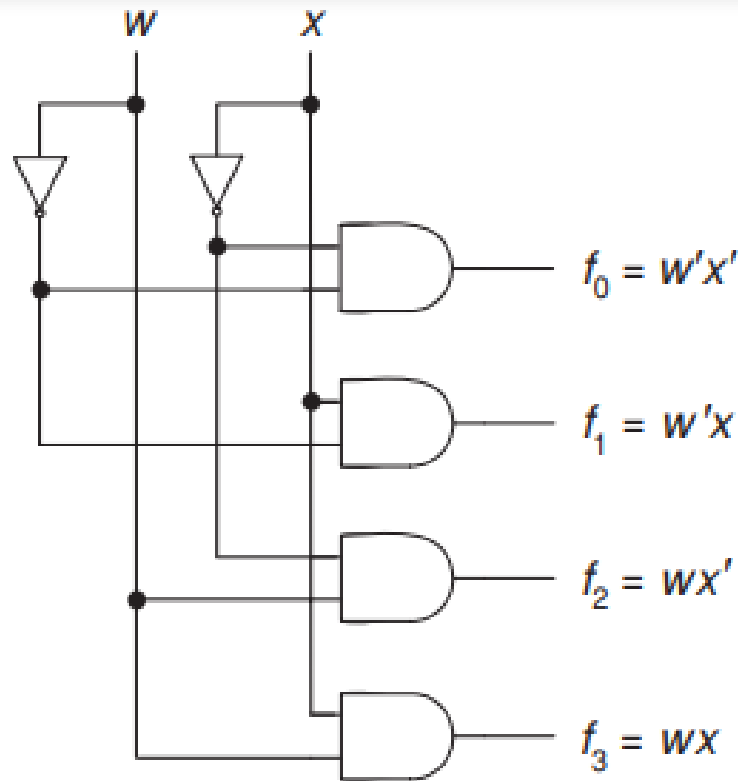 w x
f₀ = w′x′
f₁ = w′x
f₂ = wx′
f₃ = wx